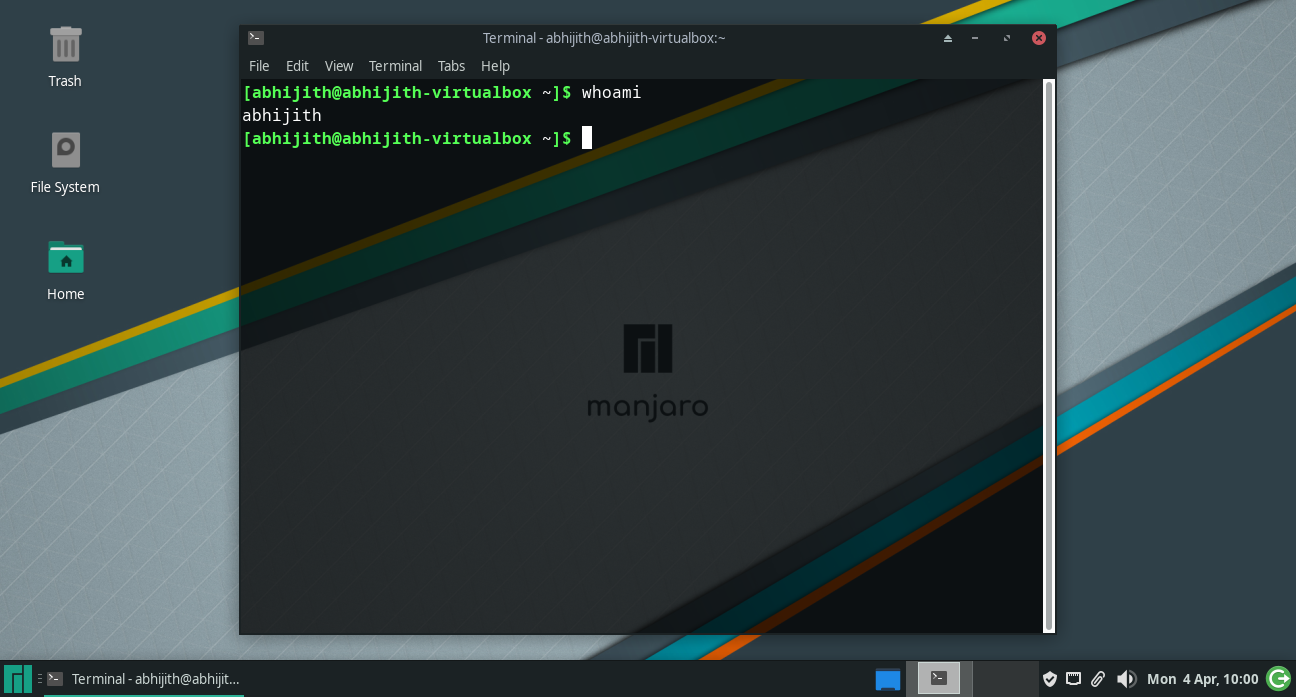 Trash
File System
Home
Terminal - abhijith@abhijith-virtualbox:~
File Edit View Terminal Tabs Help
[abhijith@abhijith-virtualbox ~]$ whoami
abhijith
[abhijith@abhijith-virtualbox ~]$
manjaro
Terminal - abhijith@abhijit...
Mon 4 Apr, 10:00